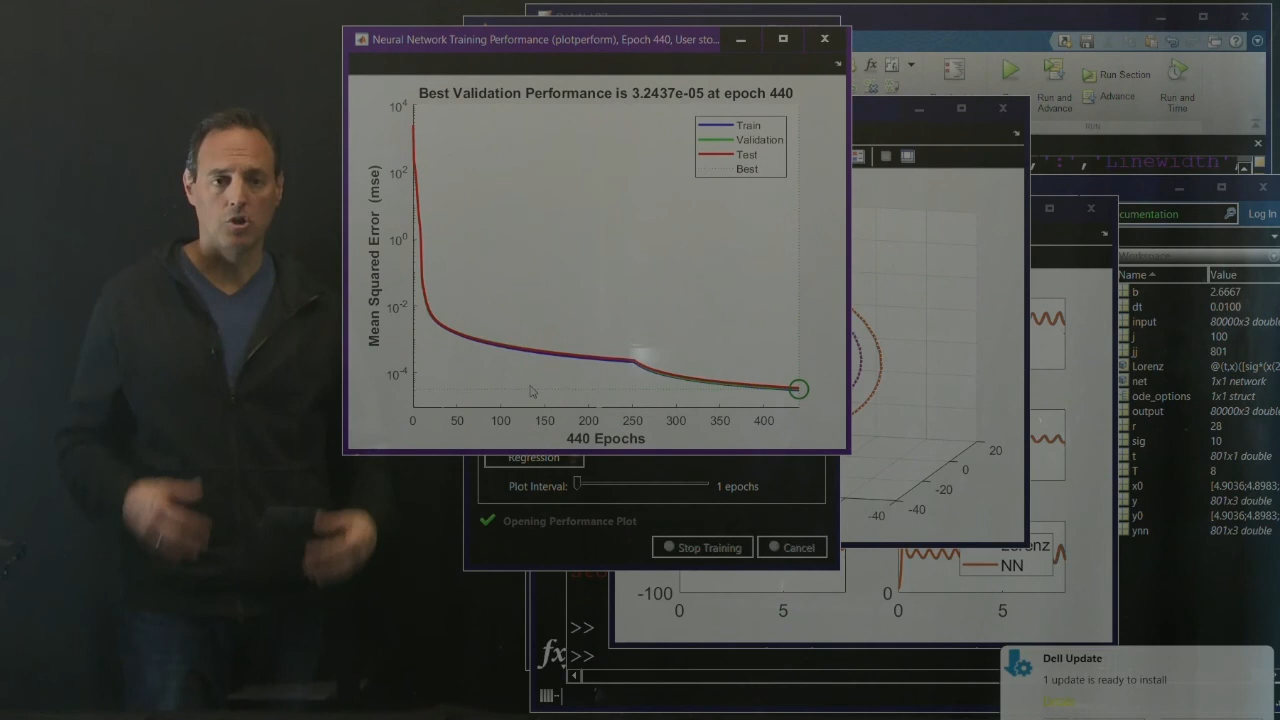 Neural Network Training Performance (plotperform), Epoch 440, User sto...
Best Validation Performance is 3.2437e-05 at epoch 440
Train
Validation
Test
Best
Mean Squared Error (mse)
10^4
10^2
10^0
10^-2
10^-4
0 50 100 150 200 250 300 350 400
440 Epochs
Regression
Plot Interval:
1 epochs
Opening Performance Plot
Stop Training
Cancel
20
0
-20
-40
-40
Lorenz
NN
-100
0
0 5
0 5
>>
fx >>
Run and Advance
Run Section
Advance
Run and Time
RUN
, ':', 'LineWidth',
cumentation
Log In
Workspace
Name Value
b 2.6667
dt 0.0100
input 80000x3 double
j 100
jj 801
Lorenz @(t,x)([sig*(x(2
net 1x1 network
ode_options 1x1 struct
output 80000x3 double
r 28
sig 10
t 801x1 double
T 8
x0 [4.9036;4.8983;
y 801x3 double
y0 [4.9036;4.8983;
ynn 801x3 double
Dell Update
1 update is ready to install